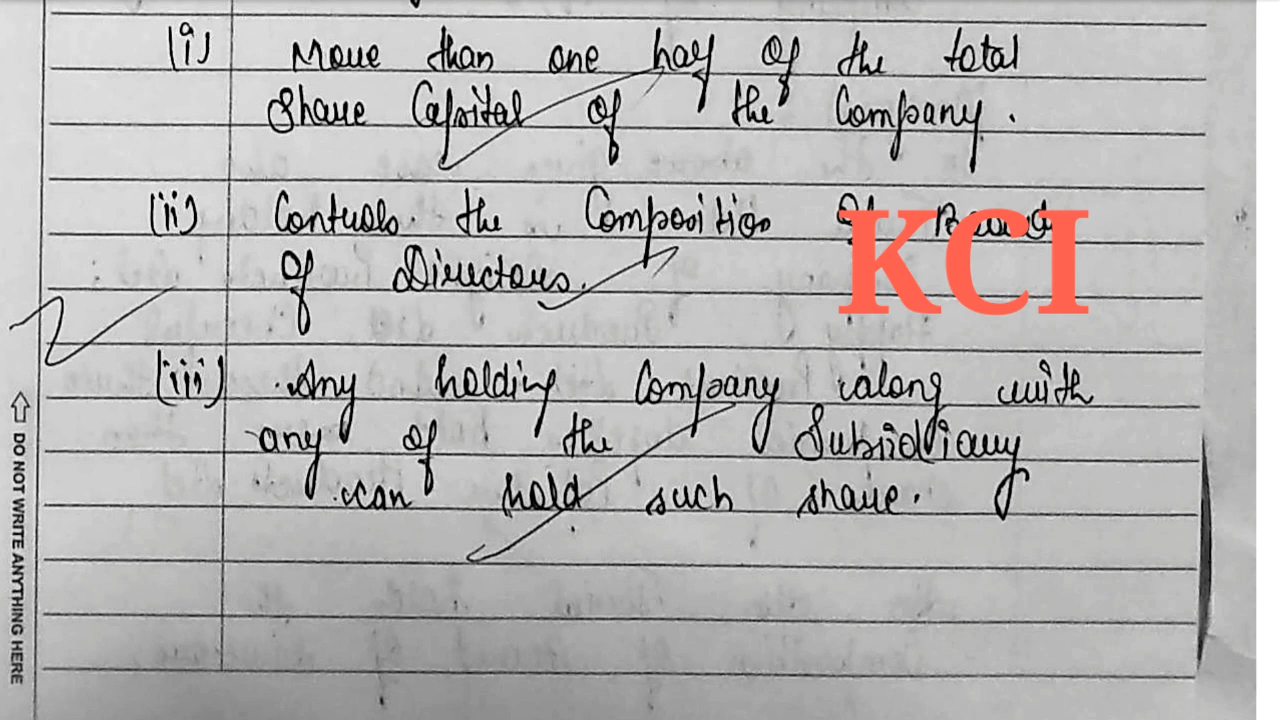 (i) More than one half of the total
Share Capital of the Company.
(ii) Controls the Composition of Board
KCI
of Directors.
(iii) Any holding Company along with
any of the Subsidiary
can hold such share.
DO NOT WRITE ANYTHING HERE